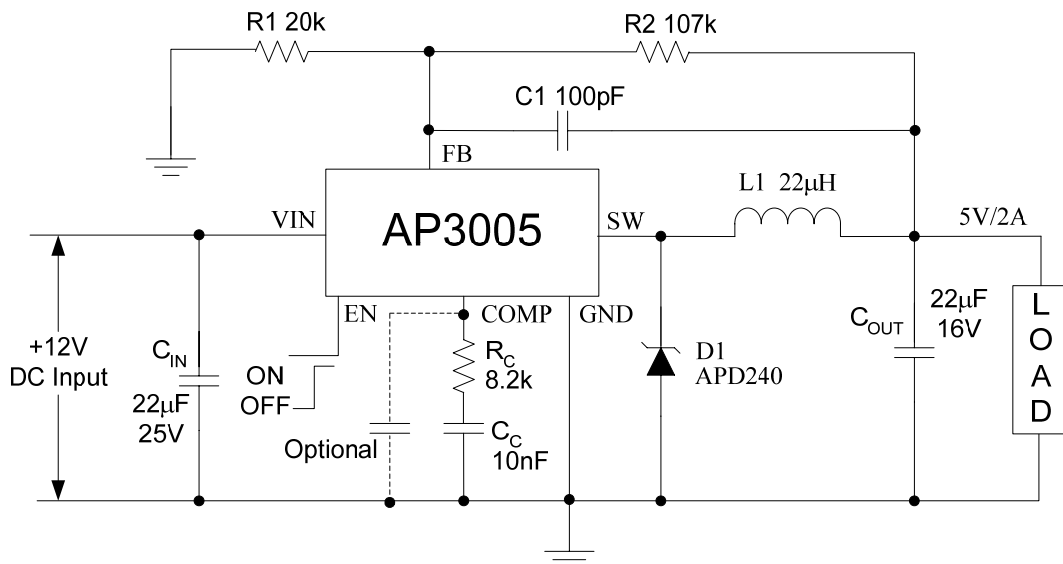 R1 20k
R2 107k
C1 100pF
FB
L1 22μH
VIN
AP3005
SW
5V/2A
EN
COMP
GND
+12V
DC Input
CIN
22μF
25V
ON
OFF
Optional
RC
8.2k
CC
10nF
D1
APD240
COUT
22μF
16V
LOAD